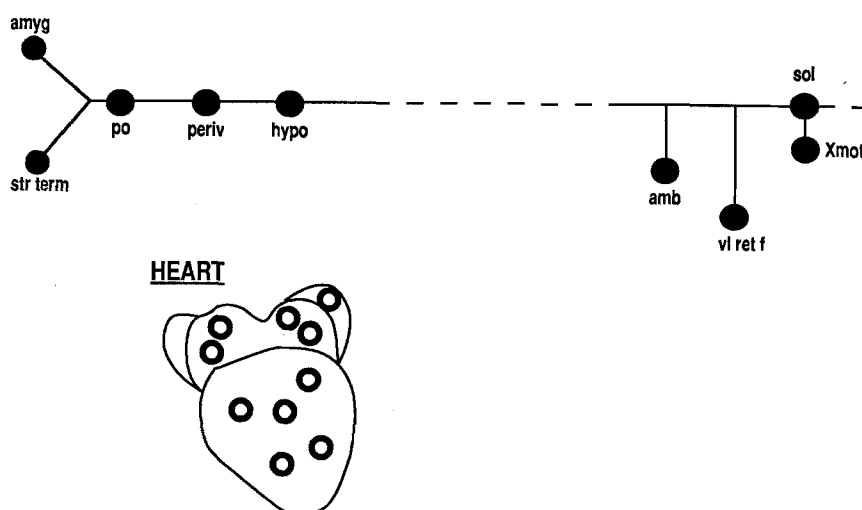 amyg
sol
po
periv
hypo
Xmot
str term
amb
vl ret f
HEART